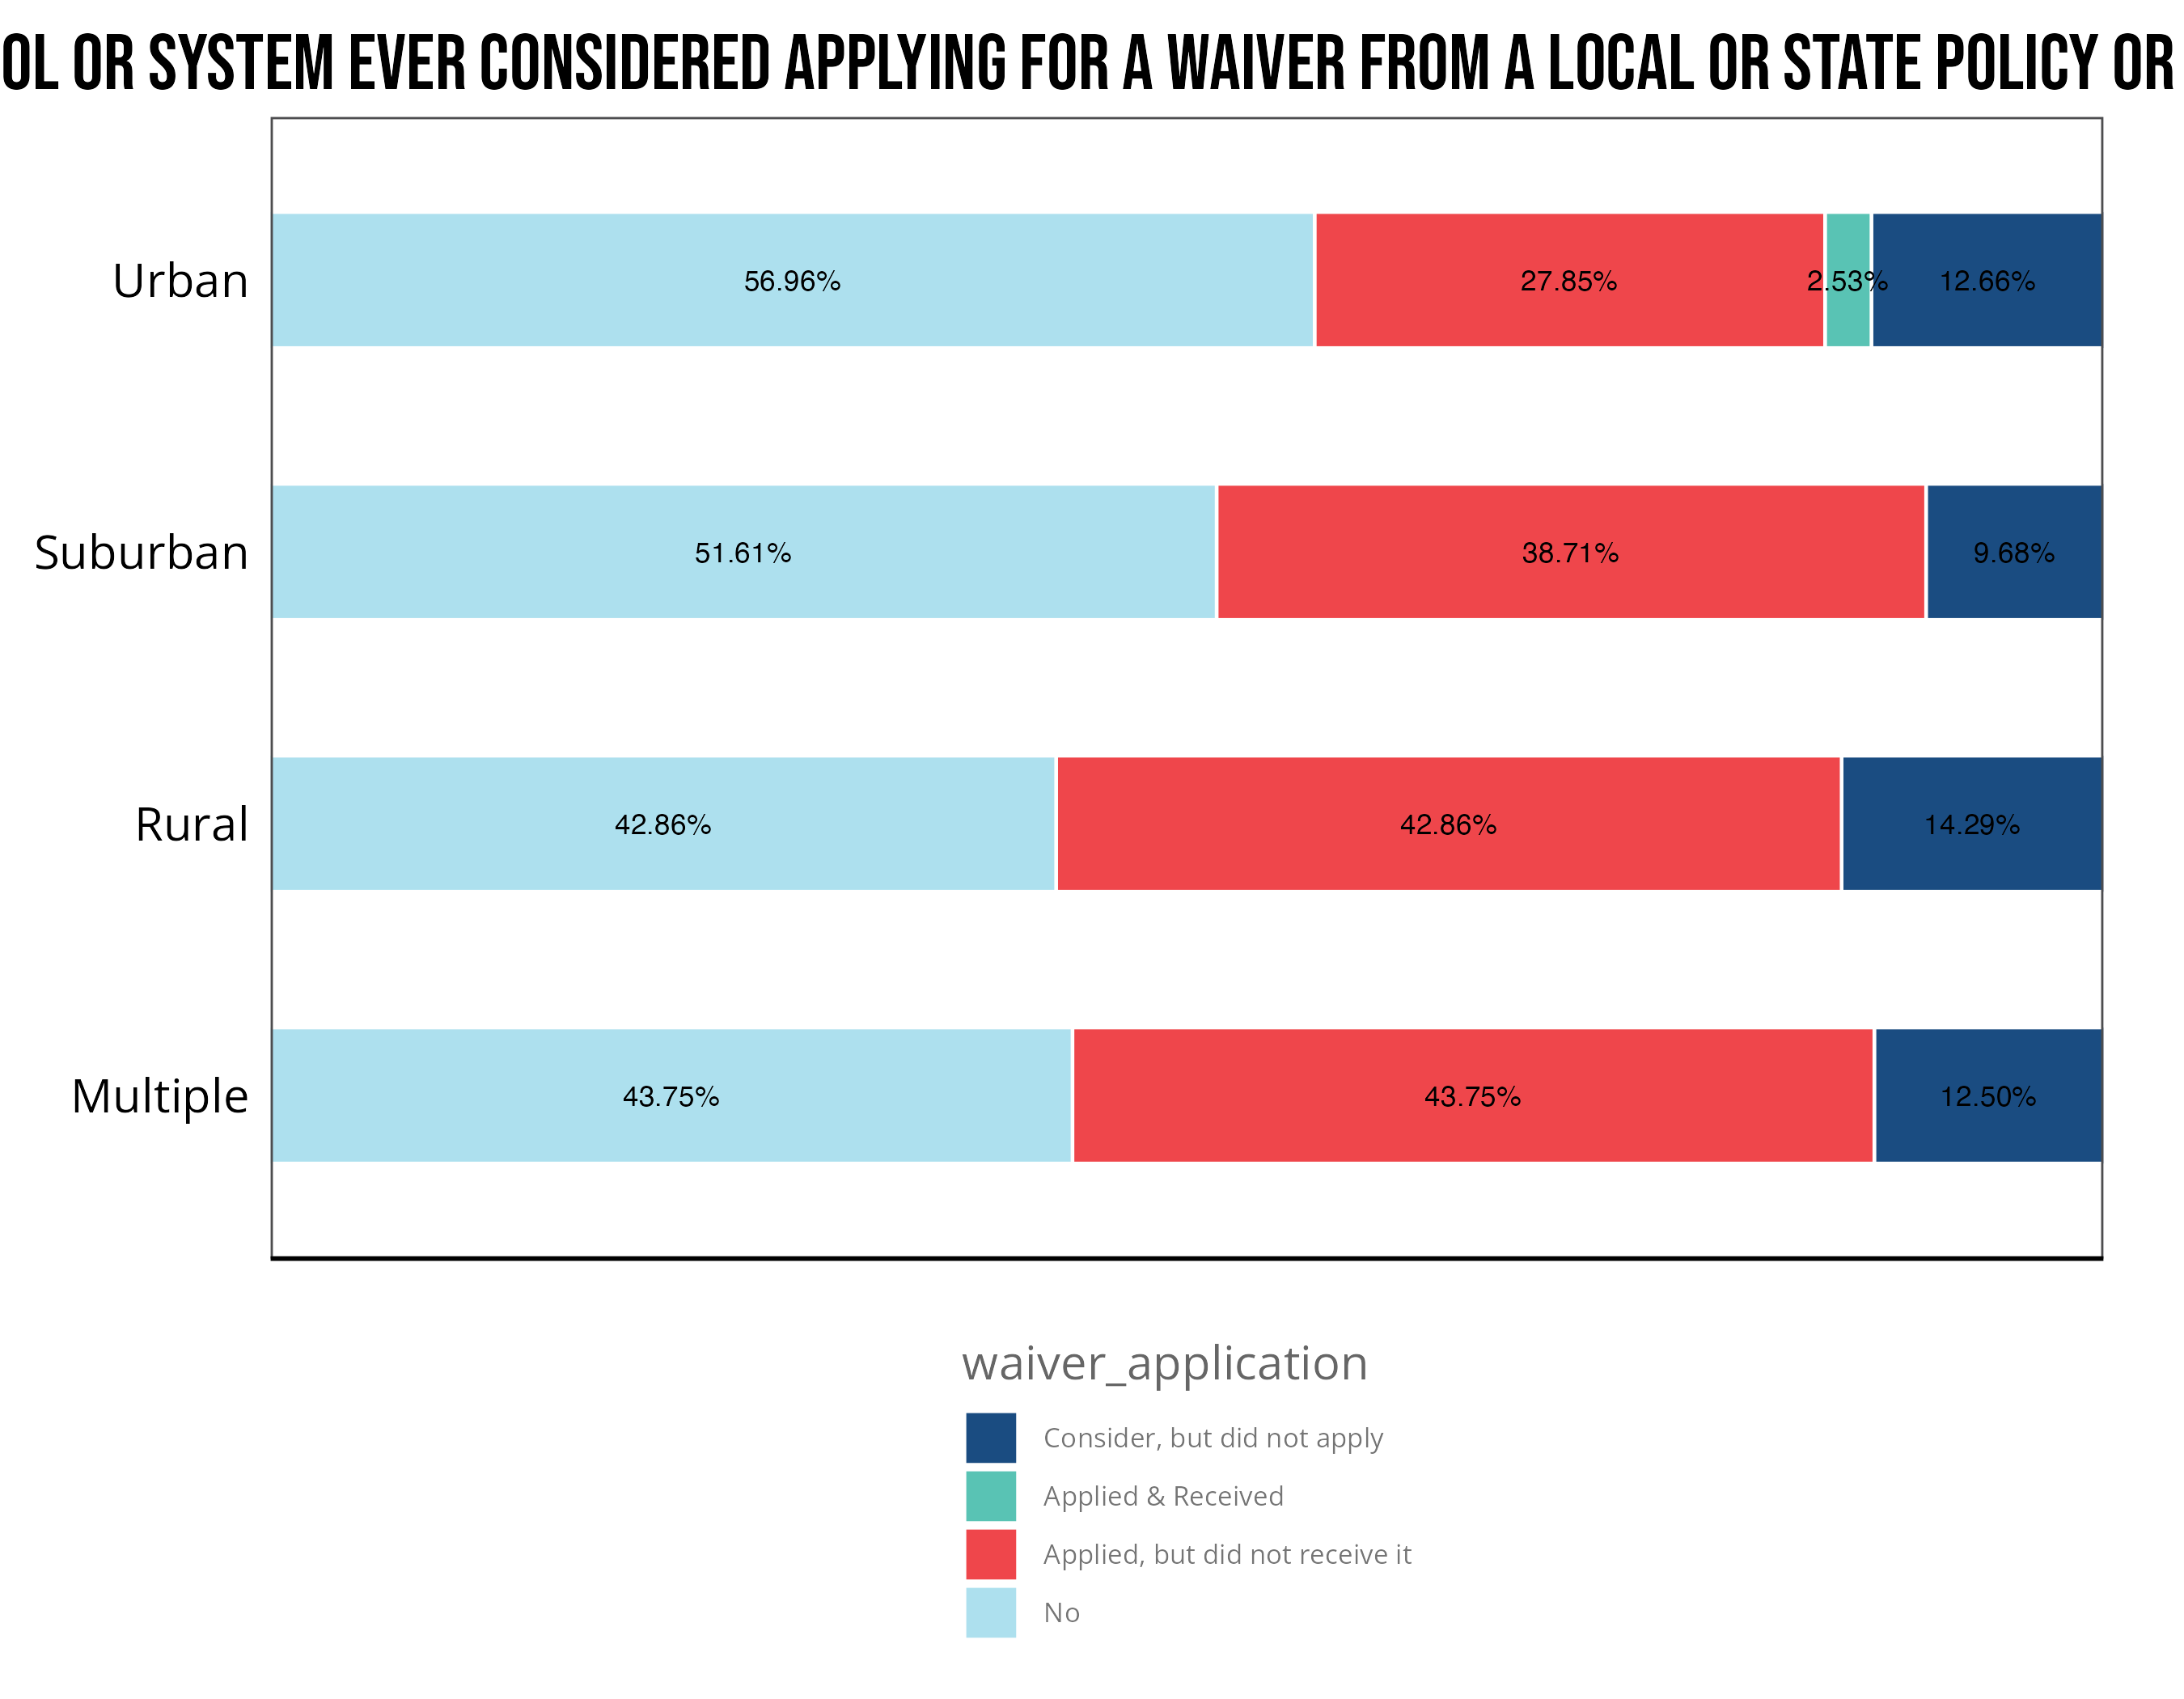 OL OR SYSTEM EVER CONSIDERED APPLYING FOR A WAIVER FROM A LOCAL OR STATE POLICY OR
Urban
56.96% 27.85% 2.53% 12.66%
Suburban
51.61% 38.71% 9.68%
Rural
42.86% 42.86% 14.29%
Multiple
43.75% 43.75% 12.50%
waiver_application
Consider, but did not apply
Applied & Received
Applied, but did not receive it
No